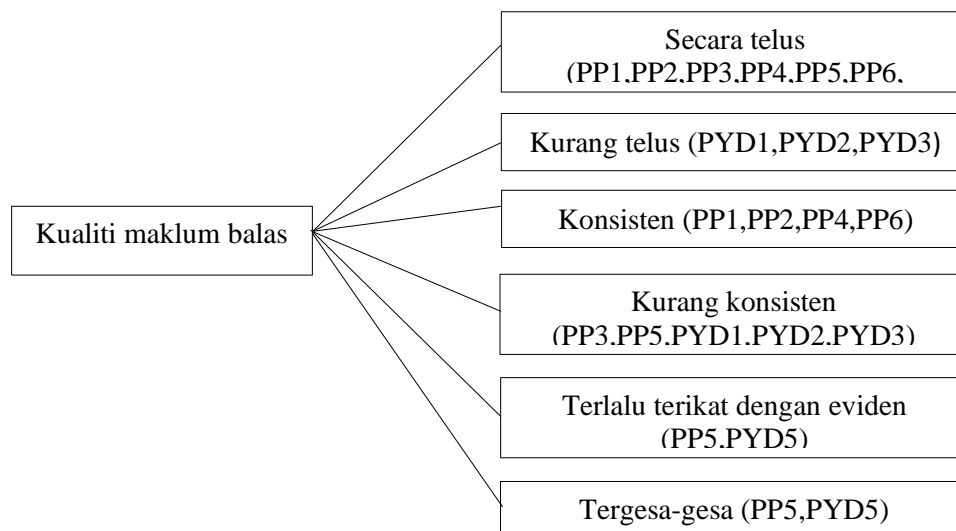 Secara telus
(PP1,PP2,PP3,PP4,PP5,PP6,
Kurang telus (PYD1,PYD2,PYD3)
Kualiti maklum balas
Konsisten (PP1,PP2,PP4,PP6)
Kurang konsisten
(PP3,PP5,PYD1,PYD2,PYD3)
Terlalu terikat dengan eviden
(PP5,PYD5)
Tergesa-gesa (PP5,PYD5)